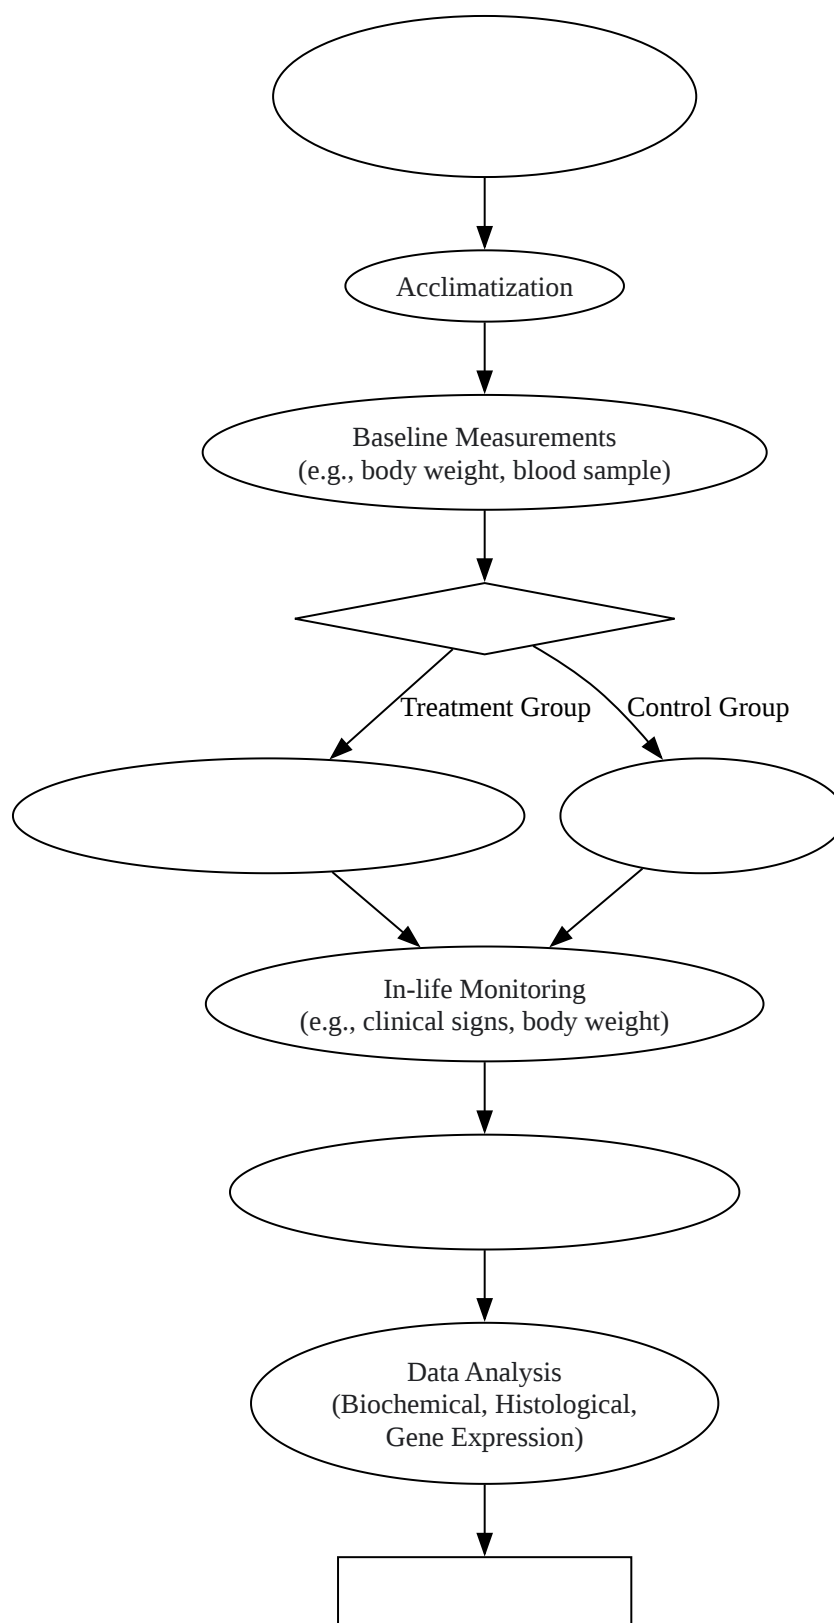 Acclimatization
Baseline Measurements
(e.g., body weight, blood sample)
Treatment Group
Control Group
In-life Monitoring
(e.g., clinical signs, body weight)
Data Analysis
(Biochemical, Histological,
Gene Expression)